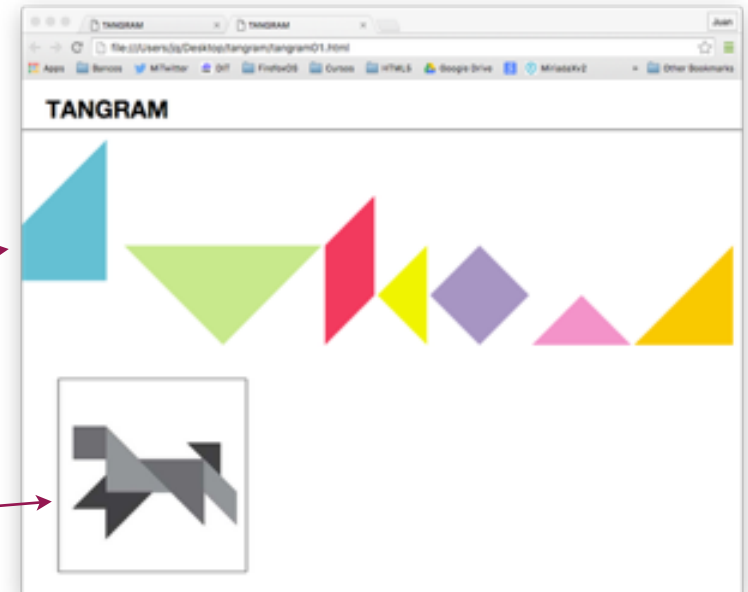 TANGRAM TANGRAM Juan
file:///Users/jq/Desktop/tangram/tangram01.html
Apps Bancos MiTwitter DIT FirefoxOS Cursos HTML5 Google Drive MiriadaXv2 » Other Bookmarks
TANGRAM